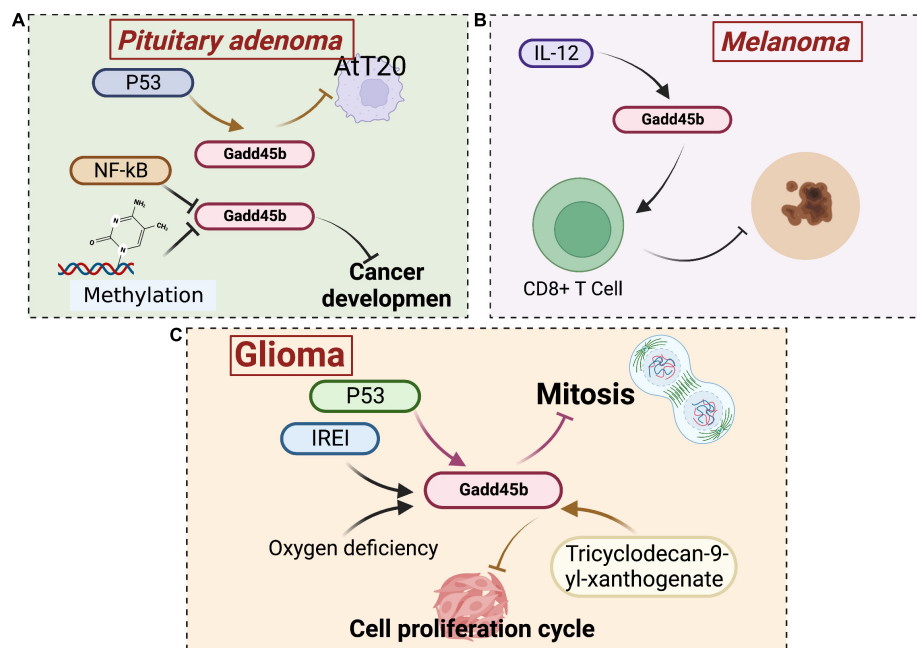 A
Pituitary adenoma
P53
AtT20
Gadd45b
NF-kB
Gadd45b
NH₂
N
CH₃
O
N
Methylation
Cancer
developmen
B
Melanoma
IL-12
Gadd45b
CD8+ T Cell
C
Glioma
P53
Mitosis
IREI
Gadd45b
Oxygen deficiency
Tricyclodecan-9-
yl-xanthogenate
Cell proliferation cycle